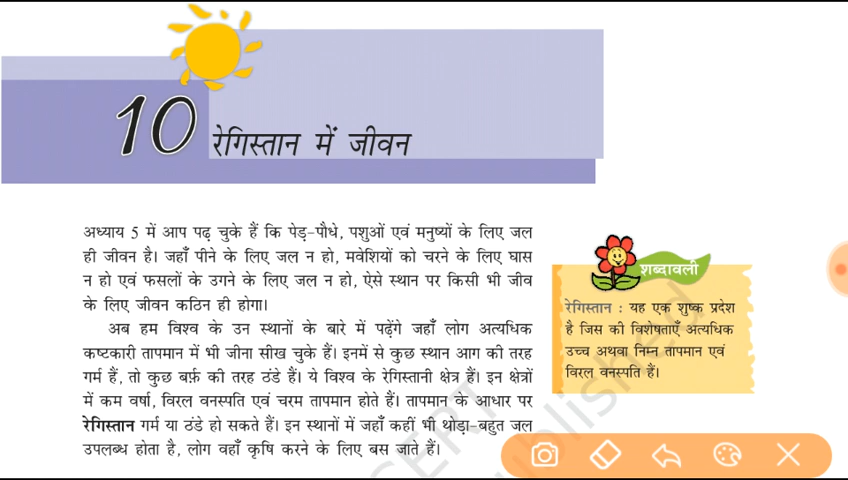 10 रेगिस्तान में जीवन
अध्याय 5 में आप पढ़ चुके हैं कि पेड़-पौधे, पशुओं एवं मनुष्यों के लिए जल
ही जीवन है। जहाँ पीने के लिए जल न हो, मवेशियों को चरने के लिए घास
न हो एवं फसलों के उगने के लिए जल न हो, ऐसे स्थान पर किसी भी जीव
के लिए जीवन कठिन ही होगा।
अब हम विश्व के उन स्थानों के बारे में पढ़ेंगे जहाँ लोग अत्यधिक
कष्टकारी तापमान में भी जीना सीख चुके हैं। इनमें से कुछ स्थान आग की तरह
गर्म हैं, तो कुछ बर्फ़ की तरह ठंडे हैं। ये विश्व के रेगिस्तानी क्षेत्र हैं। इन क्षेत्रों
में कम वर्षा, विरल वनस्पति एवं चरम तापमान होते हैं। तापमान के आधार पर
रेगिस्तान गर्म या ठंडे हो सकते हैं। इन स्थानों में जहाँ कहीं भी थोड़ा-बहुत जल
उपलब्ध होता है, लोग वहाँ कृषि करने के लिए बस जाते हैं।
शब्दावली
रेगिस्तान : यह एक शुष्क प्रदेश
है जिस की विशेषताएँ अत्यधिक
उच्च अथवा निम्न तापमान एवं
विरल वनस्पति हैं।